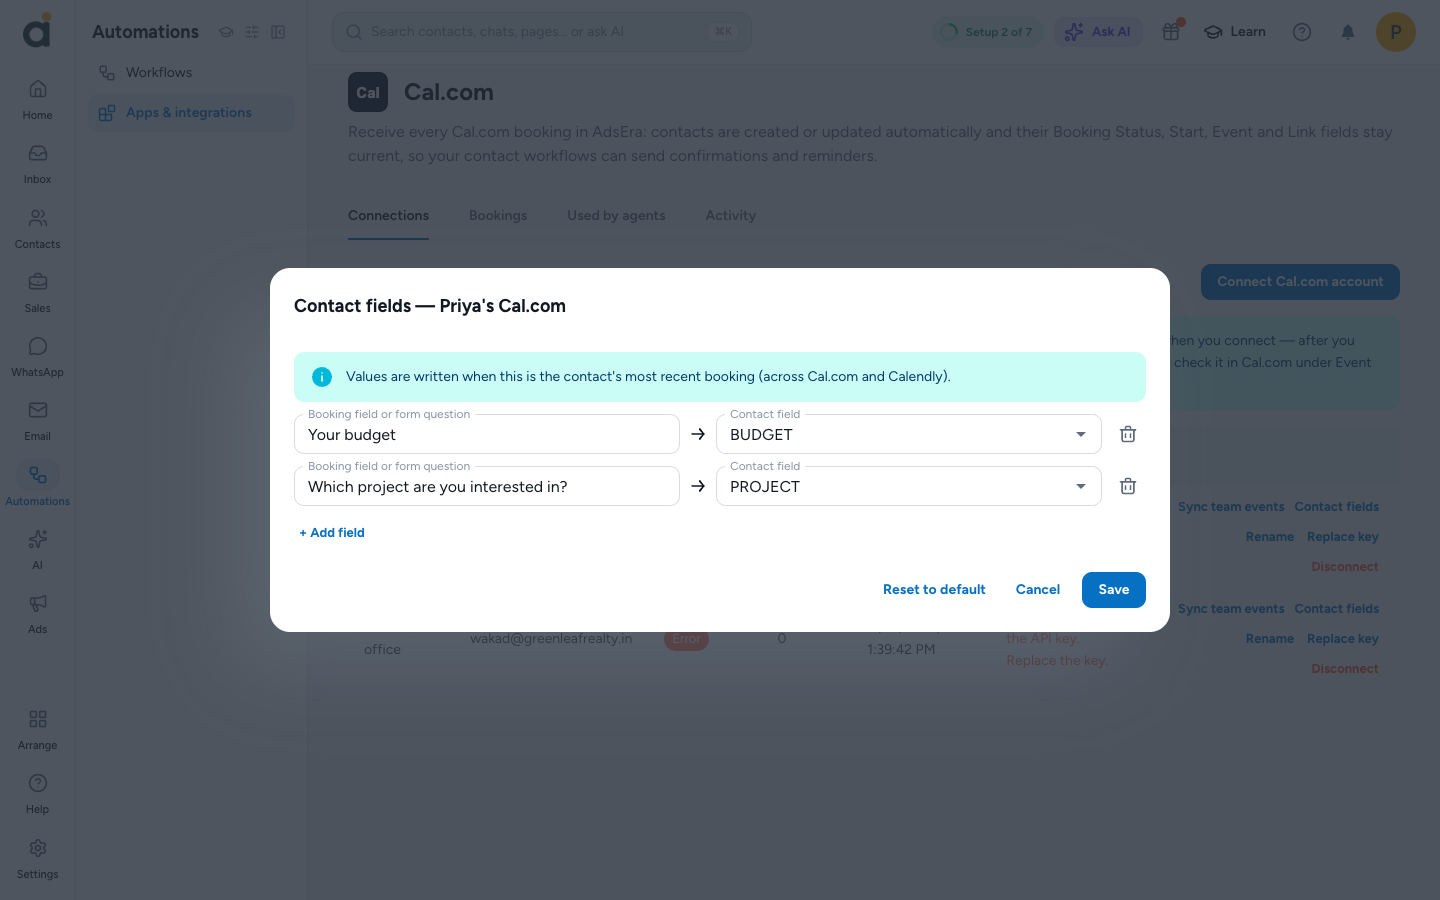 Automations
Search contacts, chats, pages... or ask AI
⌘K
Setup 2 of 7
Ask AI
Learn
P
Home
Inbox
Contacts
Sales
WhatsApp
Email
Automations
AI
Ads
Arrange
Help
Settings
Workflows
Apps & integrations
Cal
Cal.com
Receive every Cal.com booking in AdsEra: contacts are created or updated automatically and their Booking Status, Start, Event and Link fields stay
current, so your contact workflows can send confirmations and reminders.
Connections
Bookings
Used by agents
Activity
Connect Cal.com account
when you connect — after you
check it in Cal.com under Event
Contact fields — Priya's Cal.com
Values are written when this is the contact's most recent booking (across Cal.com and Calendly).
Booking field or form question
Your budget
Contact field
BUDGET
Booking field or form question
Which project are you interested in?
Contact field
PROJECT
+ Add field
Reset to default
Cancel
Save
Sync team events
Contact fields
Rename
Replace key
Disconnect
Sync team events
Contact fields
Rename
Replace key
Disconnect
office
wakad@greenleafrealty.in
Error
0
1:39:42 PM
the API key.
Replace the key.